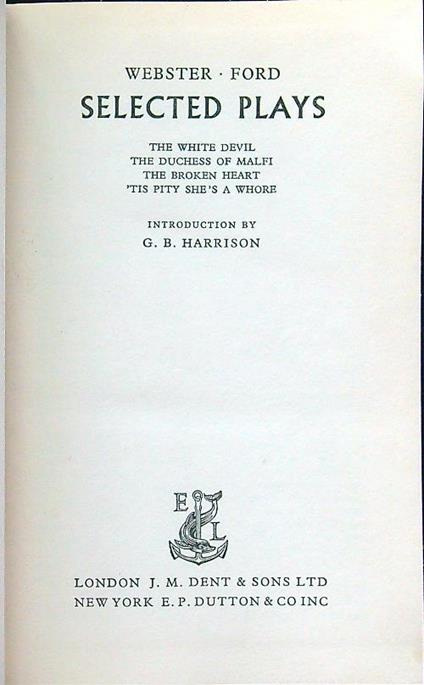 WEBSTER · FORD
SELECTED PLAYS
THE WHITE DEVIL
THE DUCHESS OF MALFI
THE BROKEN HEART
'TIS PITY SHE'S A WHORE
INTRODUCTION BY
G. B. HARRISON
E
L
LONDON J. M. DENT & SONS LTD
NEW YORK E. P. DUTTON & CO INC